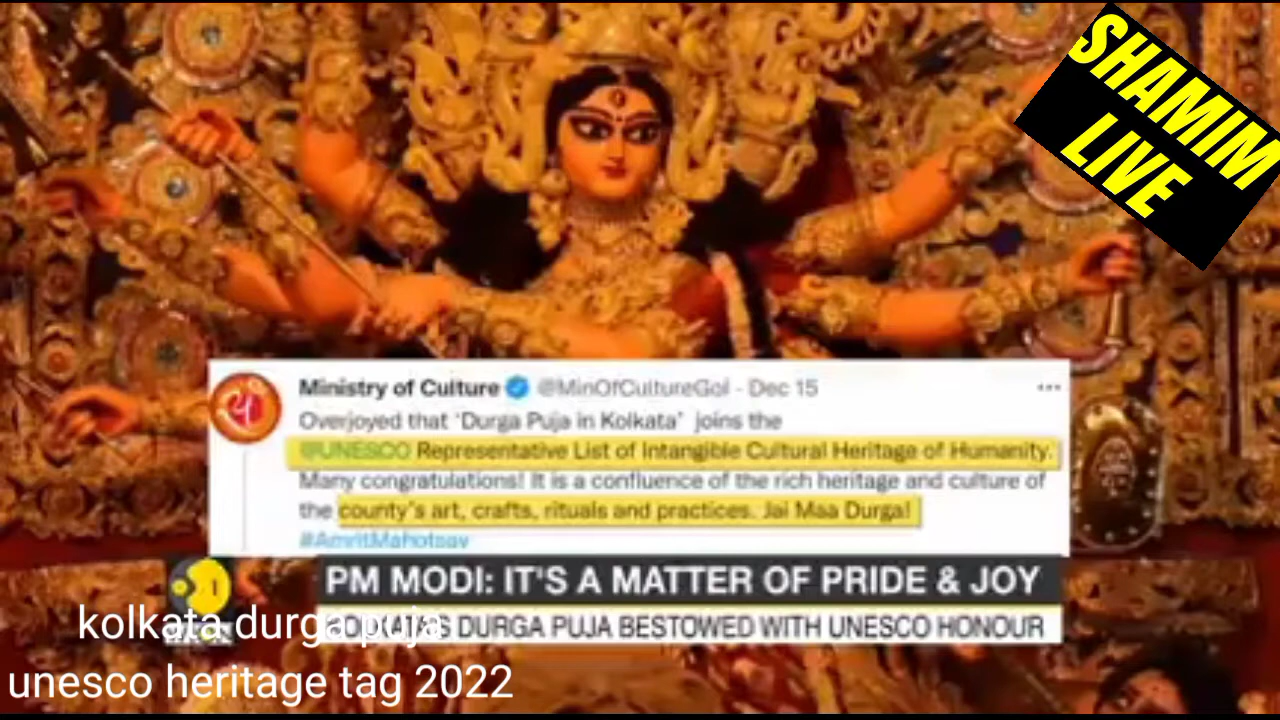 SHAMIM
LIVE
Ministry of Culture @MinOfCultureGoI - Dec 15
Overjoyed that 'Durga Puja in Kolkata' joins the
@UNESCO Representative List of Intangible Cultural Heritage of Humanity.
Many congratulations! It is a confluence of the rich heritage and culture of
the county's art, crafts, rituals and practices. Jai Maa Durga!
#AmritMahotsav
PM MODI: IT'S A MATTER OF PRIDE & JOY
DURGA PUJA BESTOWED WITH UNESCO HONOUR
kolkata durga puja
unesco heritage tag 2022